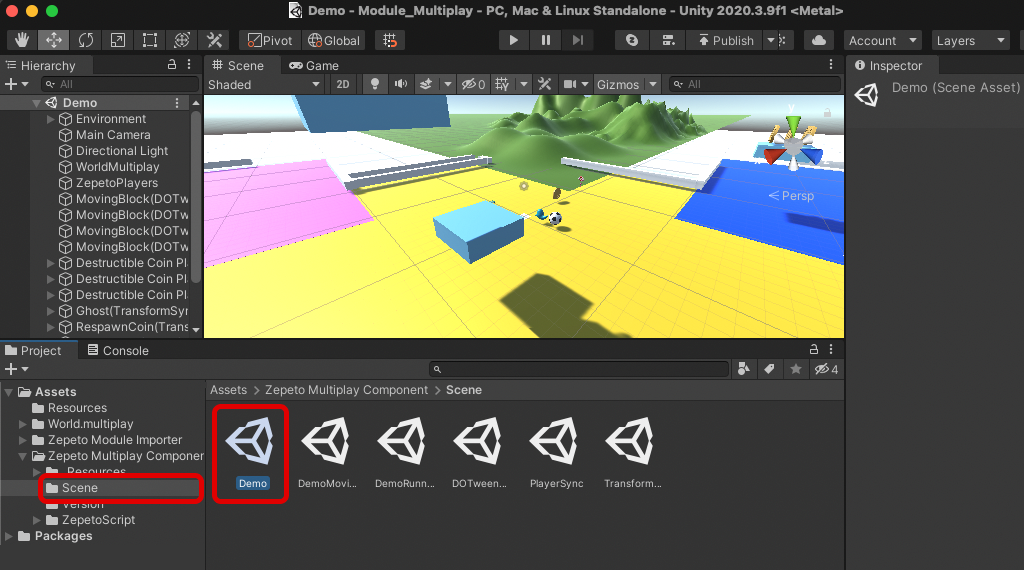 Demo - Module_Multiplay - PC, Mac & Linux Standalone - Unity 2020.3.9f1 <Metal>
Pivot Global Publish Account Layers
Hierarchy
All
Demo
Environment
Main Camera
Directional Light
WorldMultiplay
ZepetoPlayers
MovingBlock(DOTw
MovingBlock(DOTw
MovingBlock(DOTw
MovingBlock(DOTw
Destructible Coin Pl
Destructible Coin Pl
Destructible Coin Pl
Ghost(TransformSyn
RespawnCoin(Trans
Scene Game
Shaded 2D 0 Gizmos All
y
Persp
Inspector
Demo (Scene Asset)
Project Console
4
Assets
Resources
World.multiplay
Zepeto Module Importer
Zepeto Multiplay Componen
Resources
Scene
Version
ZepetoScript
Packages
Assets > Zepeto Multiplay Component > Scene
Demo DemoMovi... DemoRunn... DOTween... PlayerSync Transform...